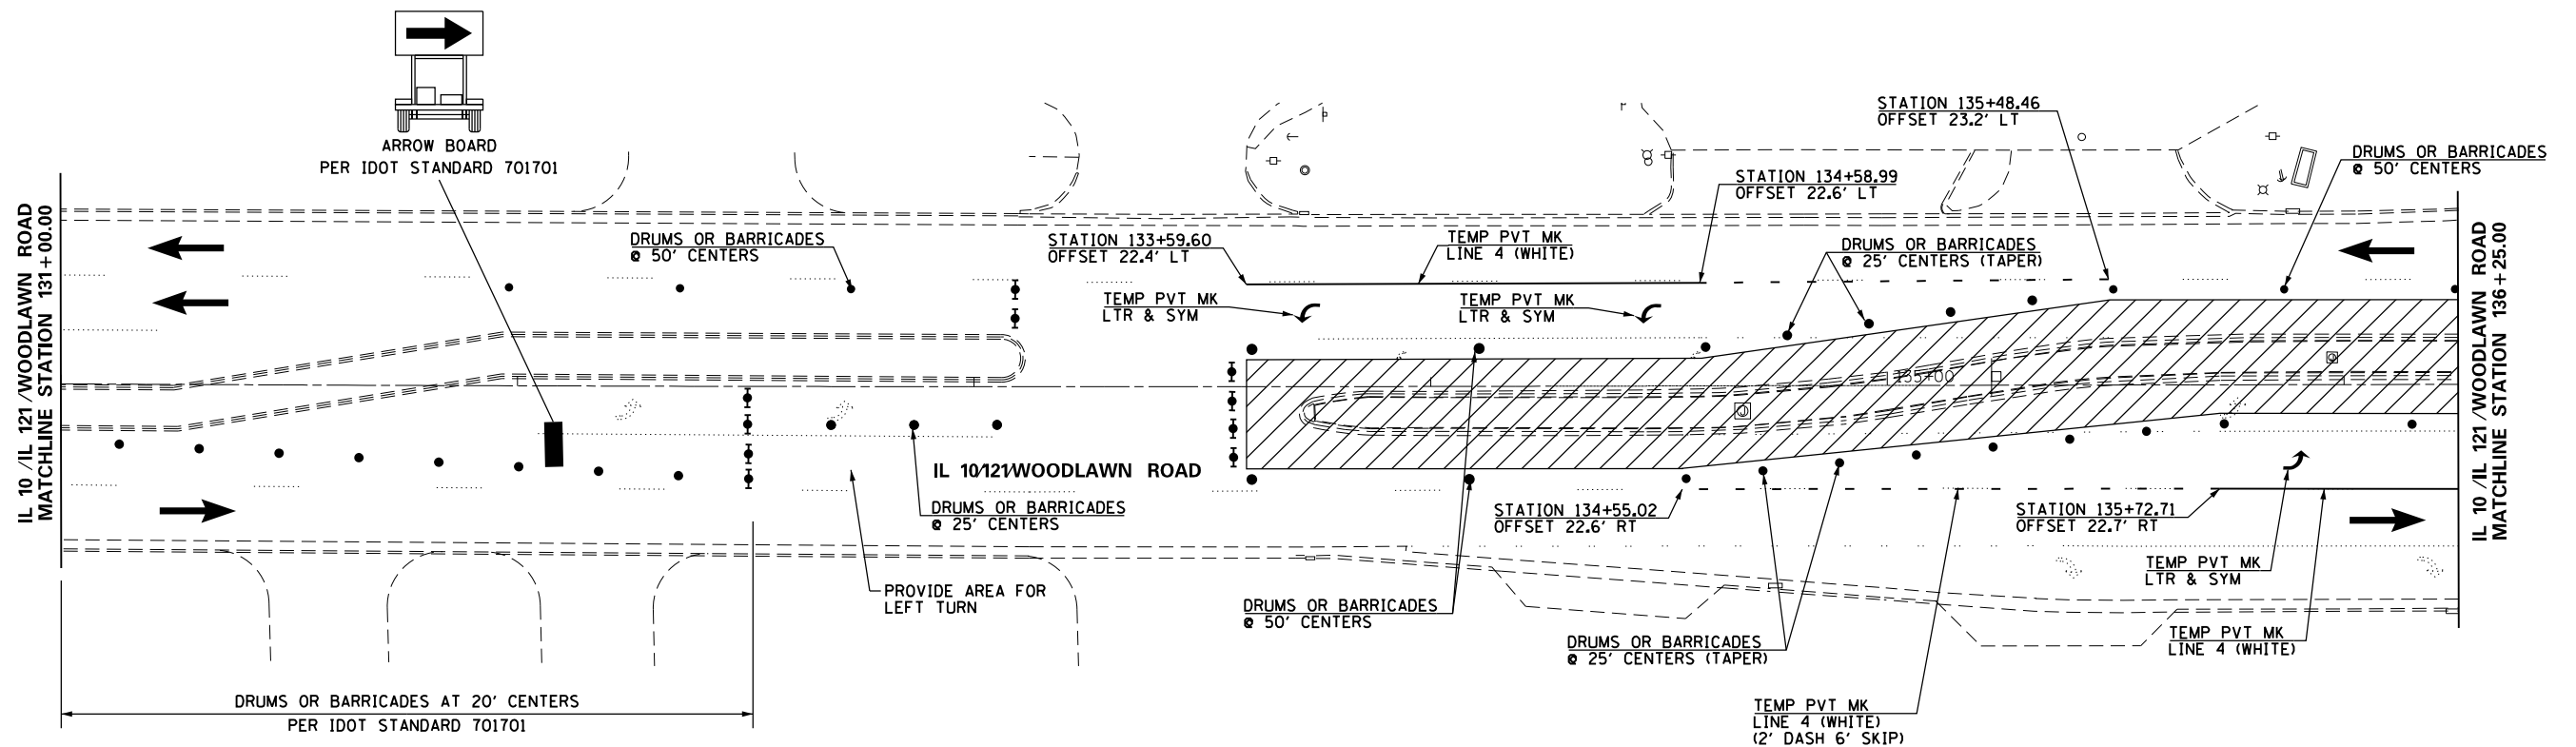 ARROW BOARD
PER IDOT STANDARD 701701
IL 10 /IL 121 /WOODLAWN ROAD
MATCHLINE STATION 131+00.00
DRUMS OR BARRICADES
@ 50' CENTERS
STATION 133+59.60
OFFSET 22.4' LT
TEMP PVT MK
LINE 4 (WHITE)
STATION 134+58.99
OFFSET 22.6' LT
STATION 135+48.46
OFFSET 23.2' LT
DRUMS OR BARRICADES
@ 50' CENTERS
DRUMS OR BARRICADES
@ 25' CENTERS (TAPER)
TEMP PVT MK
LTR & SYM
TEMP PVT MK
LTR & SYM
135+00
IL 10/121/WOODLAWN ROAD
DRUMS OR BARRICADES
@ 25' CENTERS
STATION 134+55.02
OFFSET 22.6' RT
STATION 135+72.71
OFFSET 22.7' RT
IL 10 /IL 121 /WOODLAWN ROAD
MATCHLINE STATION 136+25.00
PROVIDE AREA FOR
LEFT TURN
DRUMS OR BARRICADES
@ 50' CENTERS
TEMP PVT MK
LTR & SYM
DRUMS OR BARRICADES
@ 25' CENTERS (TAPER)
TEMP PVT MK
LINE 4 (WHITE)
DRUMS OR BARRICADES AT 20' CENTERS
PER IDOT STANDARD 701701
TEMP PVT MK
LINE 4 (WHITE)
(2' DASH 6' SKIP)